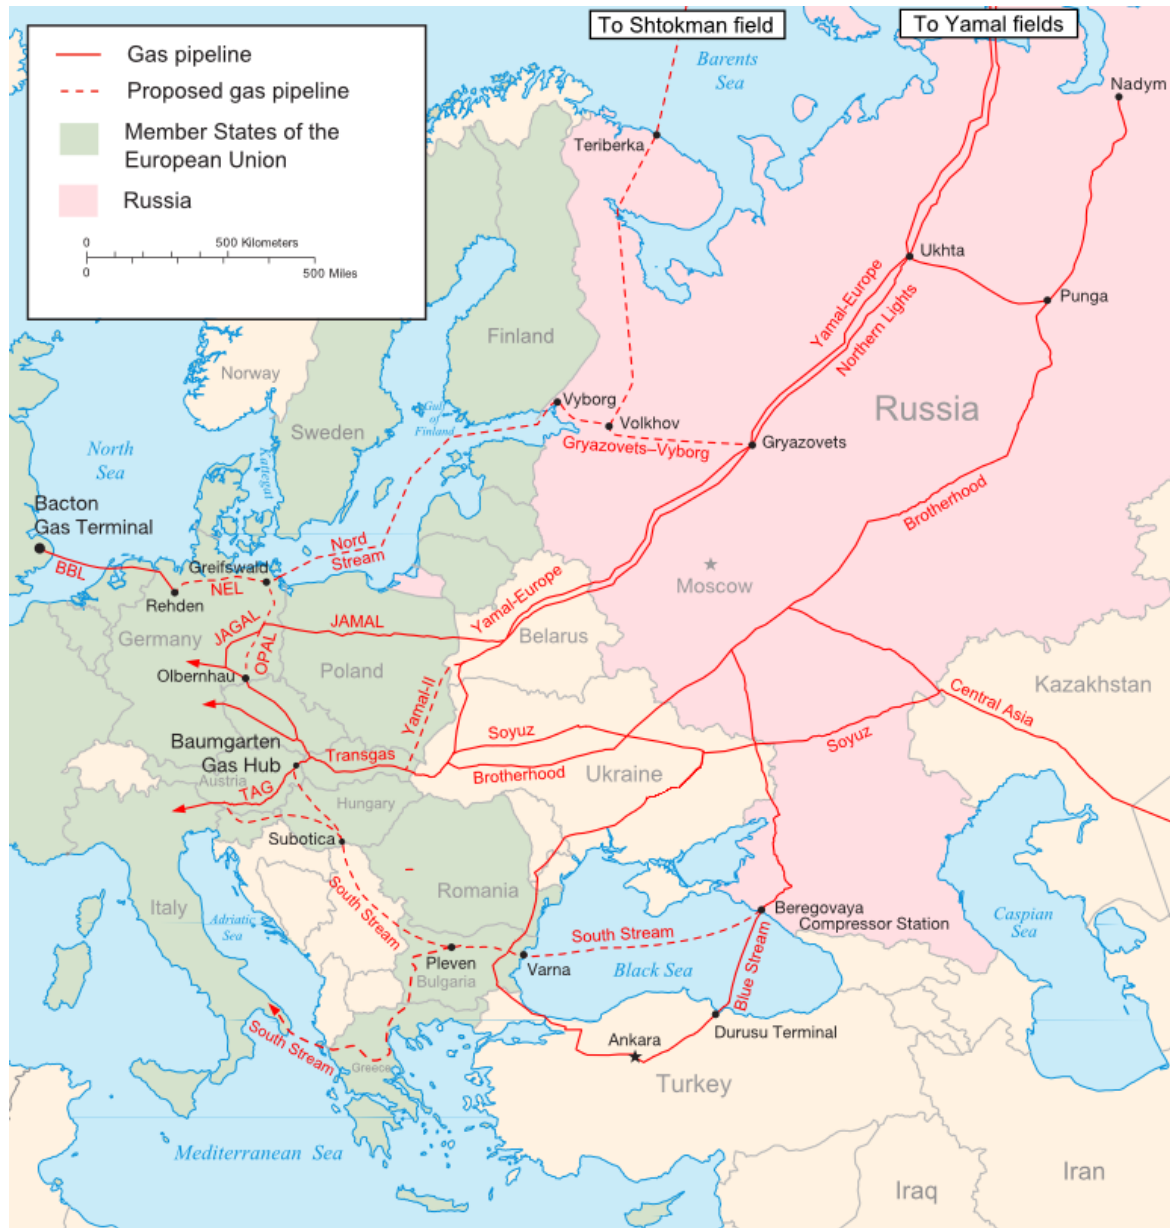 To Shtokman field
To Yamal fields
Gas pipeline
Proposed gas pipeline
Member States of the
European Union
Russia
0
500 Kilometers
0
500 Miles
Barents
Sea
Nadym
Teriberka
Ukhta
Punga
Yamal-Europe
Northern Lights
Finland
Norway
Sweden
Gulf
of
Finland
Vyborg
Volkhov
Gryazovets–Vyborg
Gryazovets
Russia
North
Sea
Kattegat
Bacton
Gas Terminal
BBL
Greifswald
Nord
Stream
NEL
Rehden
Brotherhood
Moscow
Yamal-Europe
Belarus
JAGAL
JAMAL
Germany
OPAL
Poland
Olbernhau
Yamal-II
Kazakhstan
Central Asia
Soyuz
Soyuz
Baumgarten
Gas Hub
Transgas
Brotherhood
Ukraine
Austria
TAG
Hungary
Subotica
Romania
Italy
Adriatic
Sea
South Stream
Beregovaya
Compressor Station
Caspian
Sea
South Stream
Pleven
Bulgaria
Varna
Black Sea
Blue Stream
Durusu Terminal
Ankara
South Stream
Greece
Turkey
Mediterranean Sea
Iraq
Iran